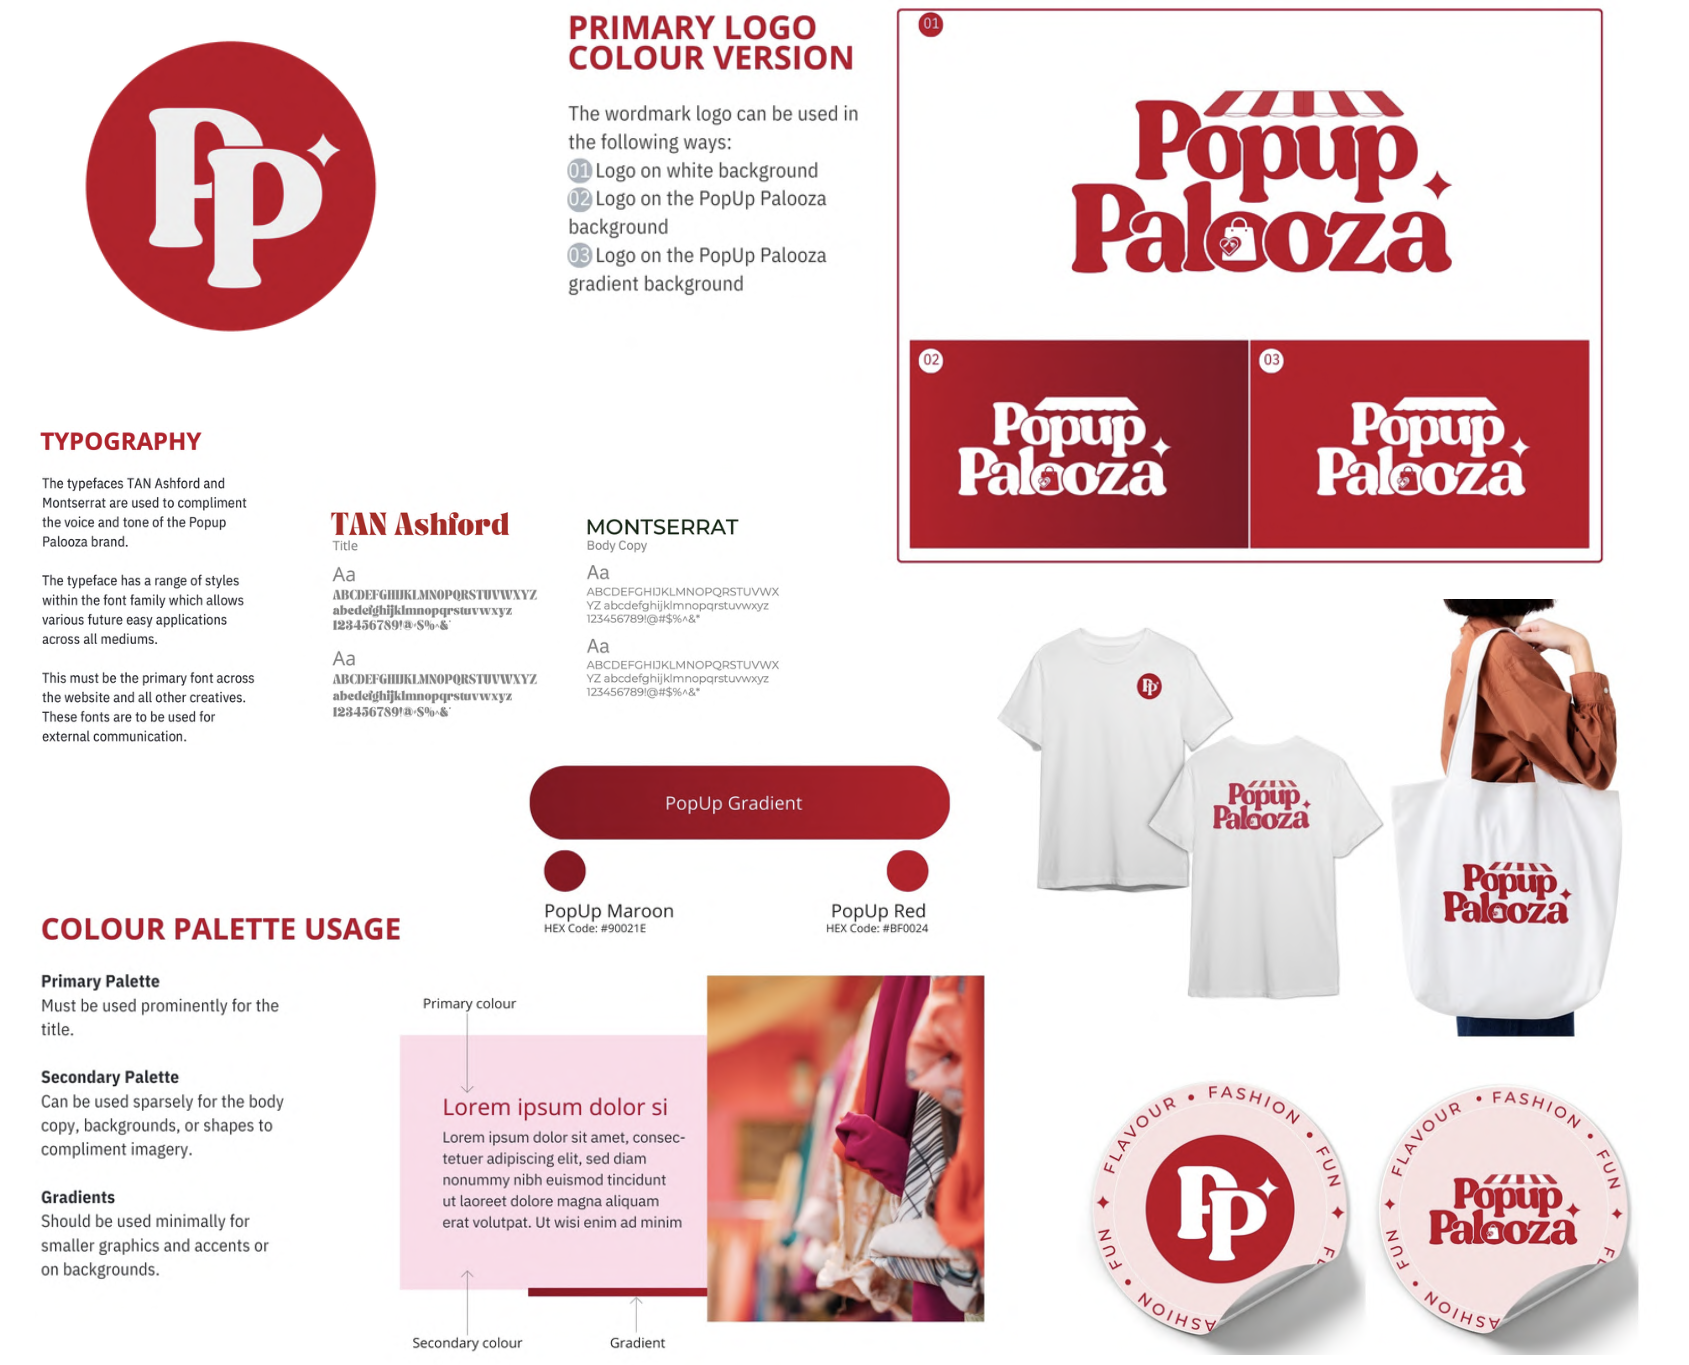 Pp
PRIMARY LOGO
COLOUR VERSION
The wordmark logo can be used in
the following ways:
01 Logo on white background
02 Logo on the PopUp Palooza
background
03 Logo on the PopUp Palooza
gradient background
01
Popup
Palooza
02
Popup
Palooza
03
Popup
Palooza
TYPOGRAPHY
The typefaces TAN Ashford and
Montserrat are used to compliment
the voice and tone of the Popup
Palooza brand.
The typeface has a range of styles
within the font family which allows
various future easy applications
across all mediums.
This must be the primary font across
the website and all other creatives.
These fonts are to be used for
external communication.
TAN Ashford
Title
Aa
ABCDEFGHIJKLMNOPQRSTUVWXYZ
abcdefghijklmnopqrstuvwxyz
123456789!@·$%^&*
Aa
ABCDEFGHIJKLMNOPQRSTUVWXYZ
abcdefghijklmnopqrstuvwxyz
123456789!@·$%^&*
MONTSERRAT
Body Copy
Aa
ABCDEFGHIJKLMNOPQRSTUVWX
YZ abcdefghijklmnopqrstuvwxyz
123456789!@#$%^&*
Aa
ABCDEFGHIJKLMNOPQRSTUVWX
YZ abcdefghijklmnopqrstuvwxyz
123456789!@#$%^&*
PopUp Gradient
PopUp Maroon
HEX Code: #90021E
PopUp Red
HEX Code: #BF0024
Pp
Popup
Palooza
Popup
Palooza
COLOUR PALETTE USAGE
Primary Palette
Must be used prominently for the
title.
Secondary Palette
Can be used sparsely for the body
copy, backgrounds, or shapes to
compliment imagery.
Gradients
Should be used minimally for
smaller graphics and accents or
on backgrounds.
Primary colour
Lorem ipsum dolor si
Lorem ipsum dolor sit amet, consec-
tetuer adipiscing elit, sed diam
nonummy nibh euismod tincidunt
ut laoreet dolore magna aliquam
erat volutpat. Ut wisi enim ad minim
Secondary colour
Gradient
FLAVOUR • FASHION • FUN
FUN • FASHION
Pp
FLAVOUR • FASHION • FUN
FUN • FASHION
Popup
Palooza